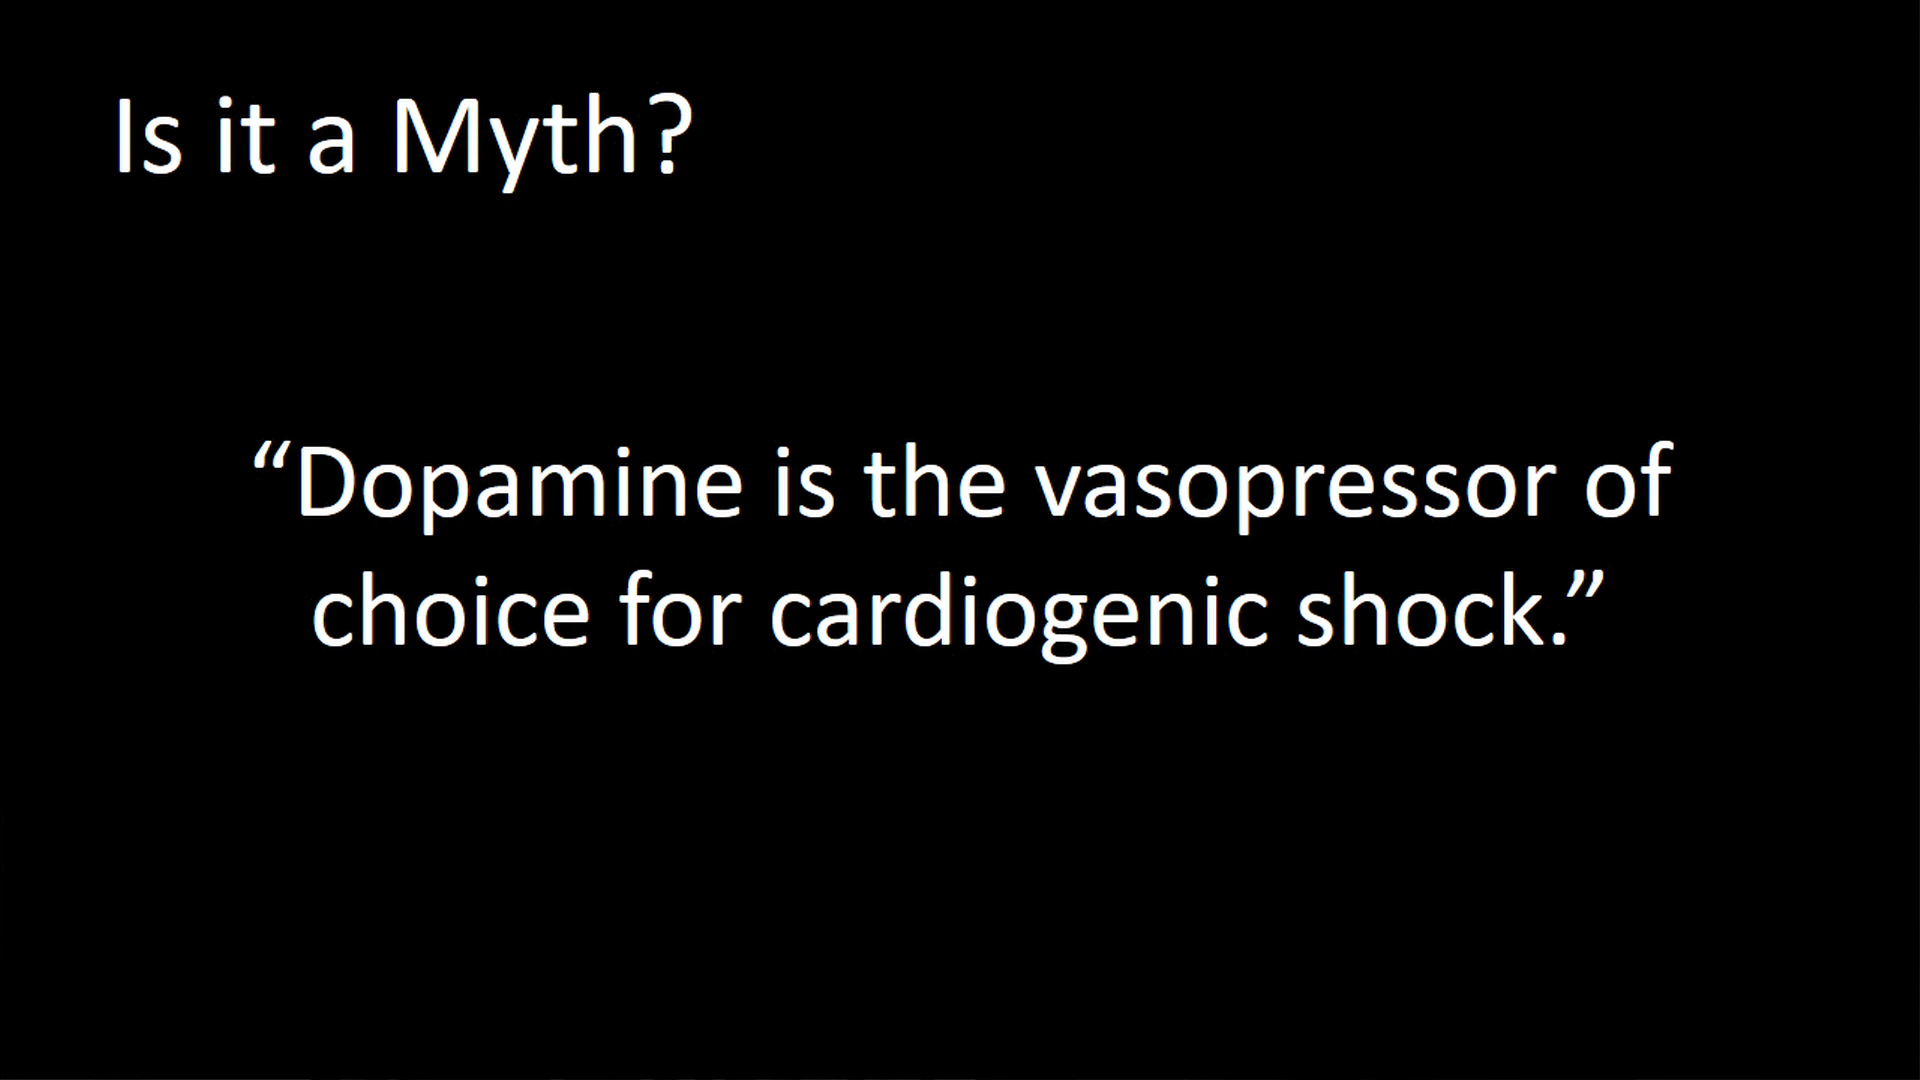 Is it a Myth?
“Dopamine is the vasopressor of
choice for cardiogenic shock.”